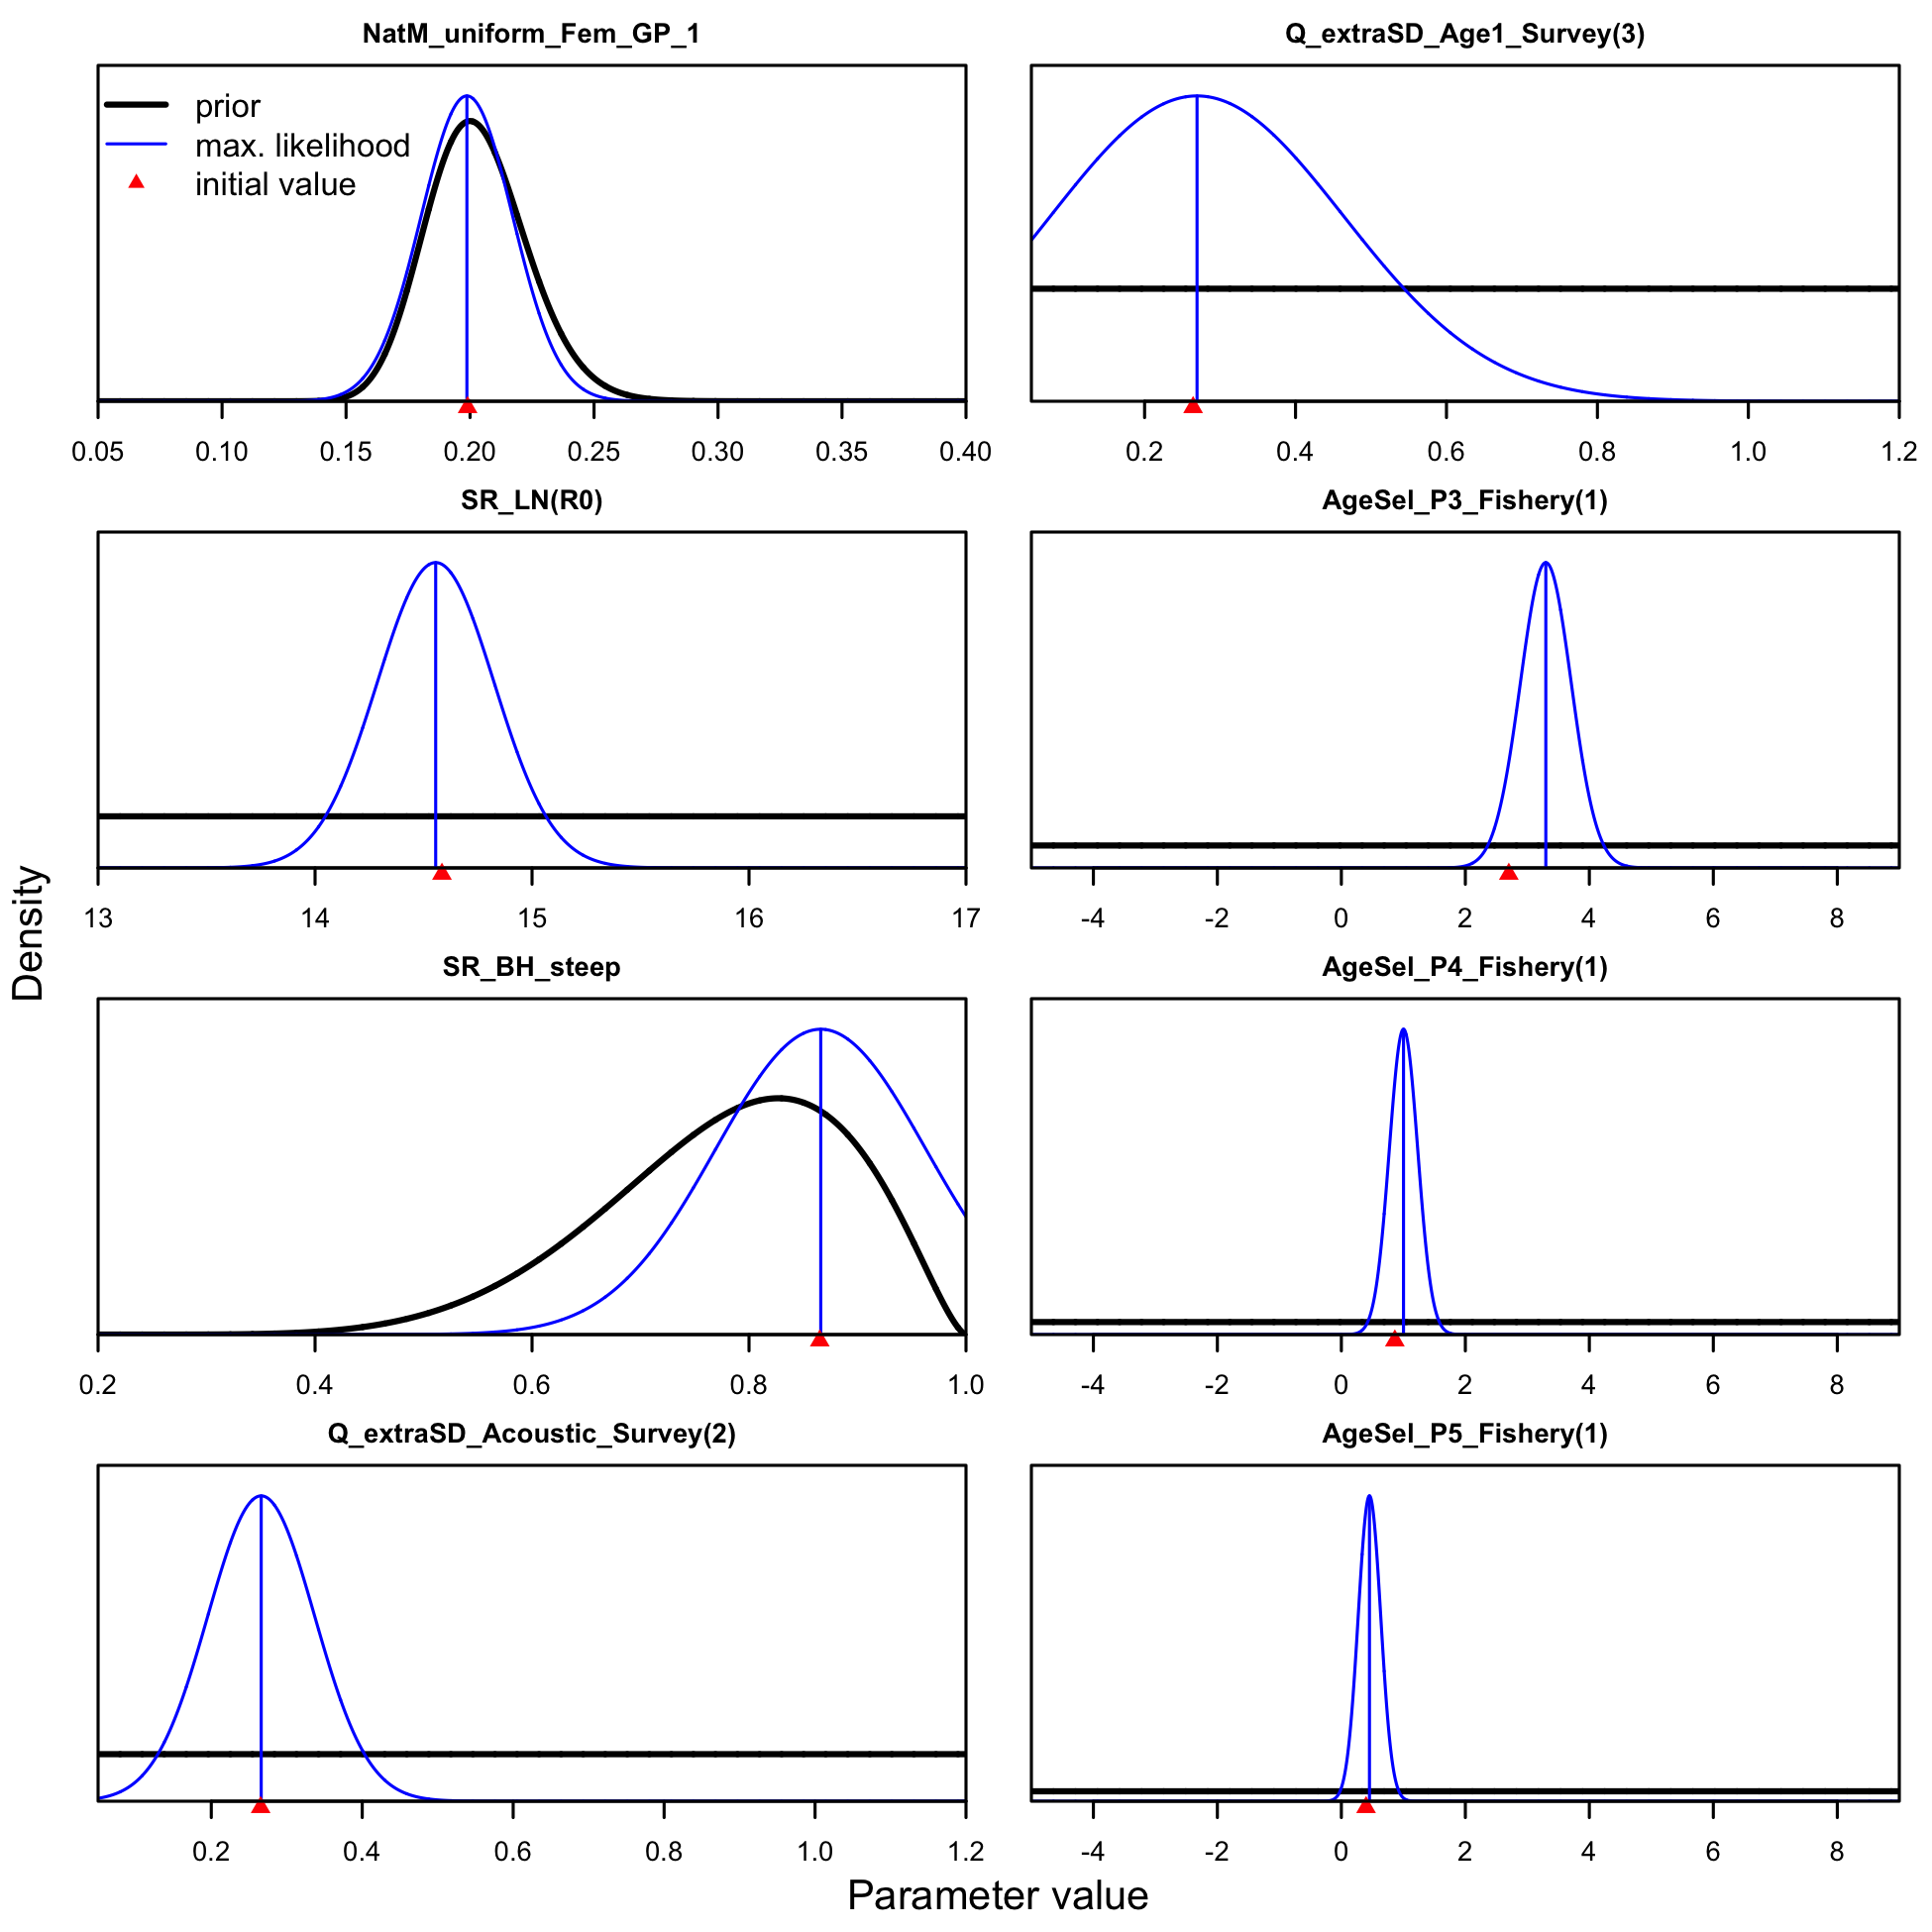 NatM_uniform_Fem_GP_1
prior
max. likelihood
initial value
0.05 0.10 0.15 0.20 0.25 0.30 0.35 0.40
Q_extraSD_Age1_Survey(3)
0.2 0.4 0.6 0.8 1.0 1.2
SR_LN(R0)
13 14 15 16 17
AgeSel_P3_Fishery(1)
-4 -2 0 2 4 6 8
SR_BH_steep
0.2 0.4 0.6 0.8 1.0
AgeSel_P4_Fishery(1)
-4 -2 0 2 4 6 8
Q_extraSD_Acoustic_Survey(2)
0.2 0.4 0.6 0.8 1.0 1.2
AgeSel_P5_Fishery(1)
-4 -2 0 2 4 6 8
Density
Parameter value